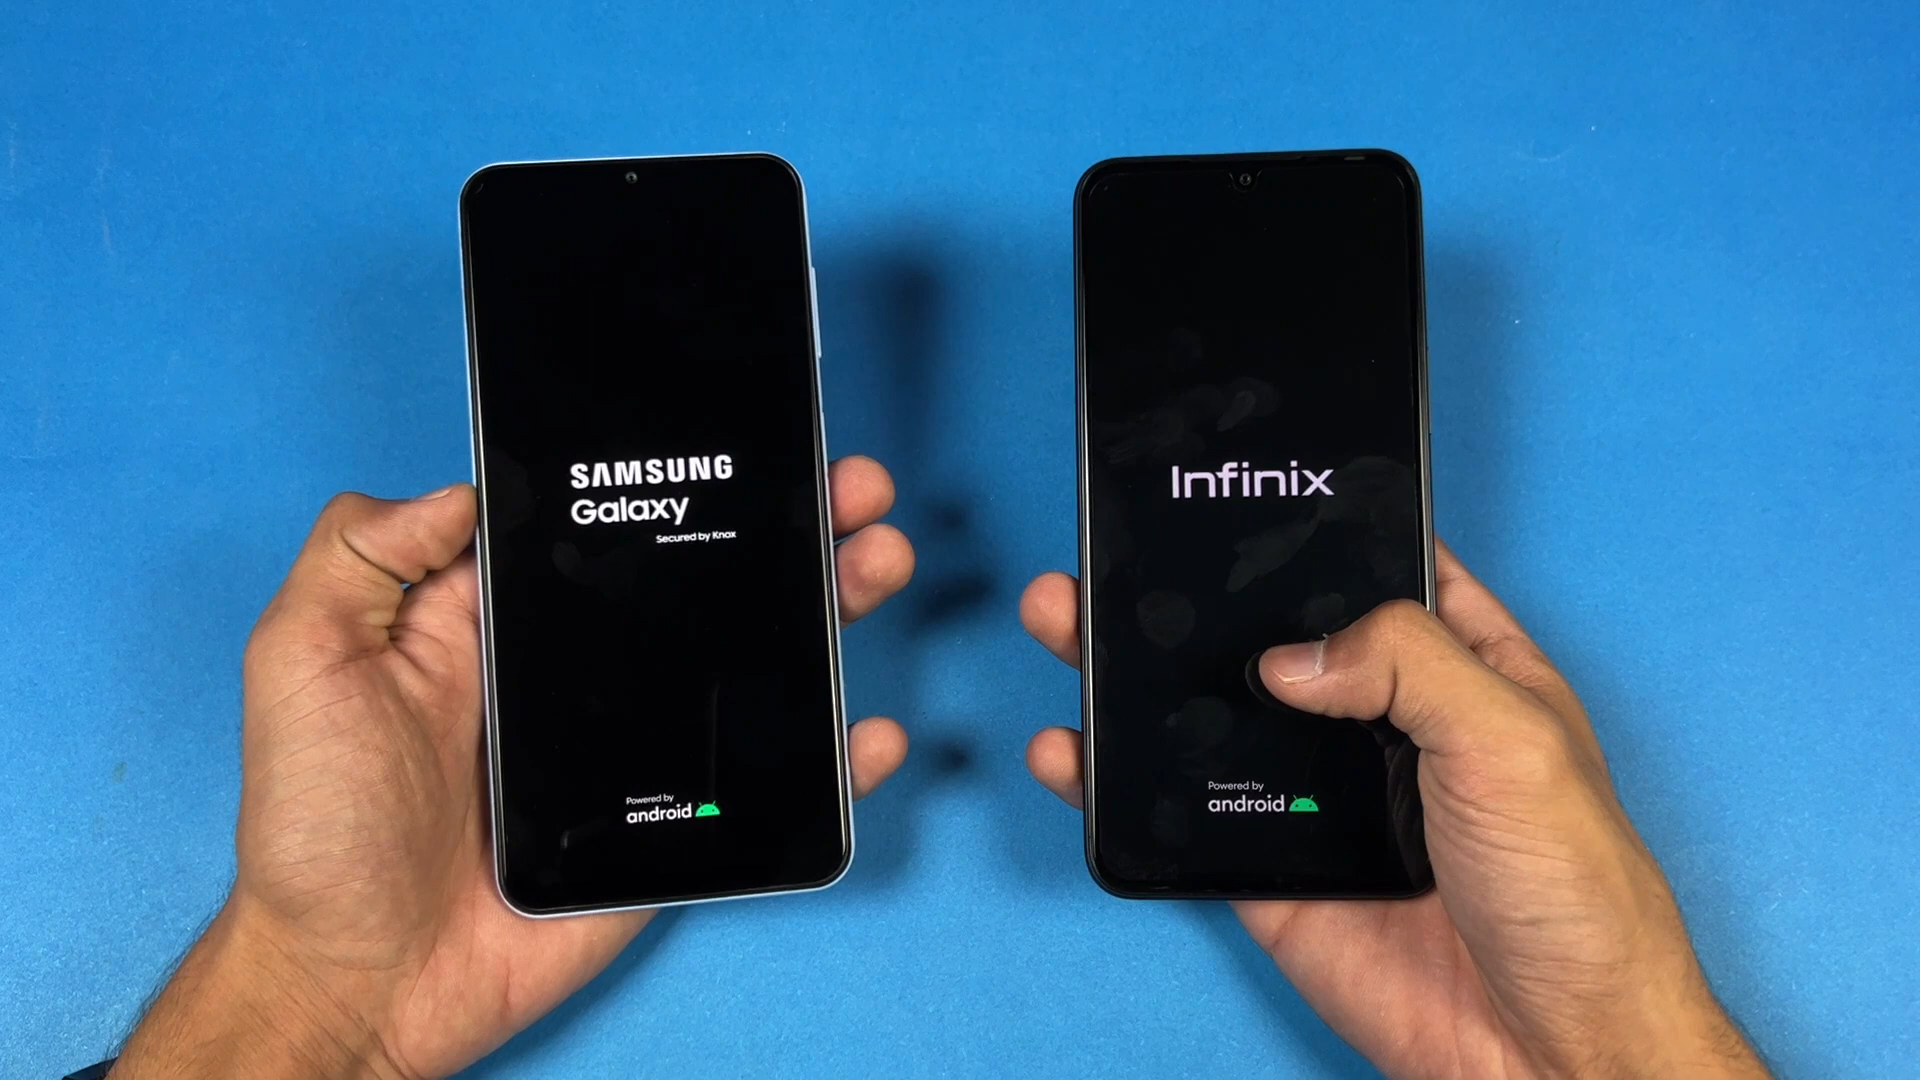 SAMSUNG
Galaxy
Secured by Knox
Powered by
android
Infinix
Powered by
android